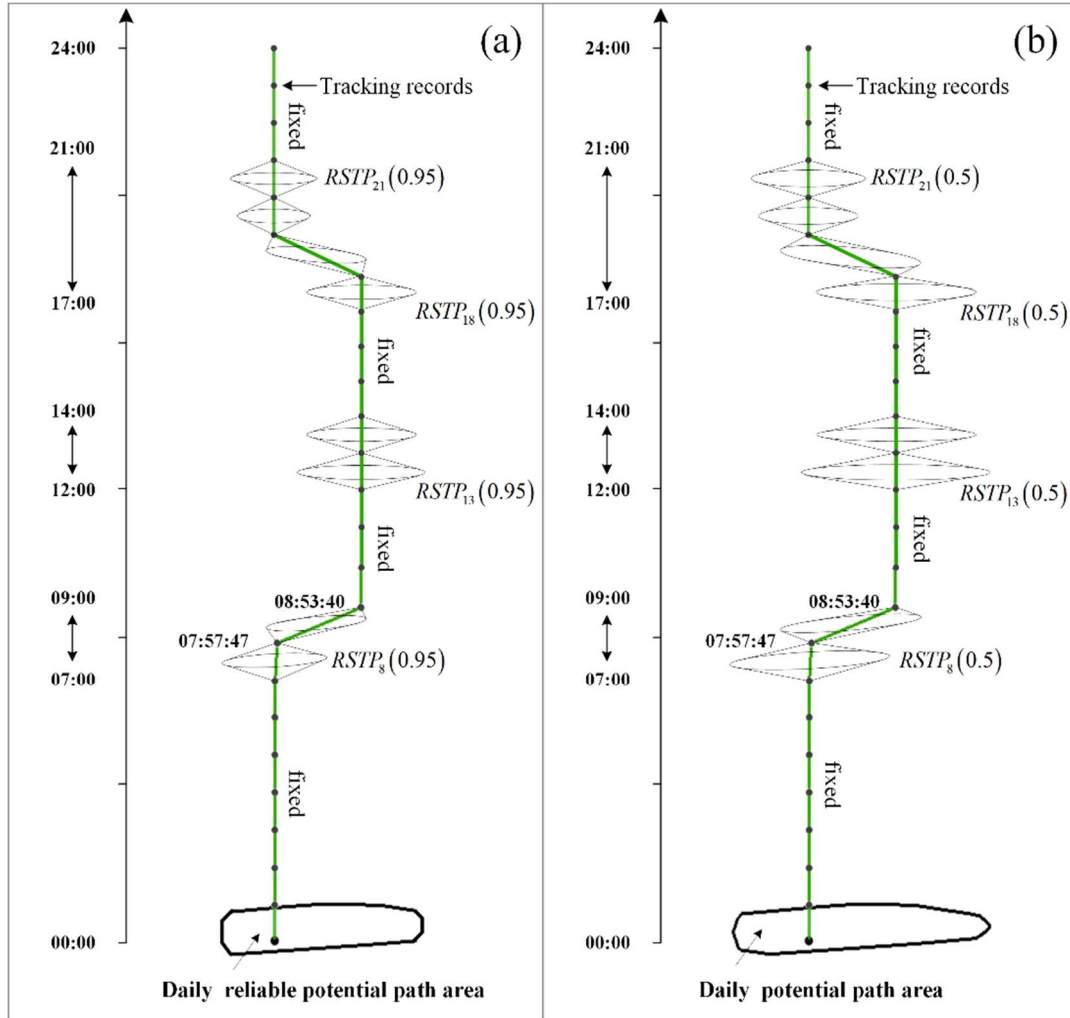 (a)
24:00
Tracking records
fixed
21:00
RSTP₂₁(0.95)
17:00
RSTP₁₈(0.95)
fixed
14:00
12:00
RSTP₁₃(0.95)
fixed
09:00
08:53:40
07:57:47
RSTP₈(0.95)
07:00
fixed
00:00
Daily reliable potential path area
(b)
24:00
Tracking records
fixed
21:00
RSTP₂₁(0.5)
17:00
RSTP₁₈(0.5)
fixed
14:00
12:00
RSTP₁₃(0.5)
fixed
09:00
08:53:40
07:57:47
RSTP₈(0.5)
07:00
fixed
00:00
Daily potential path area